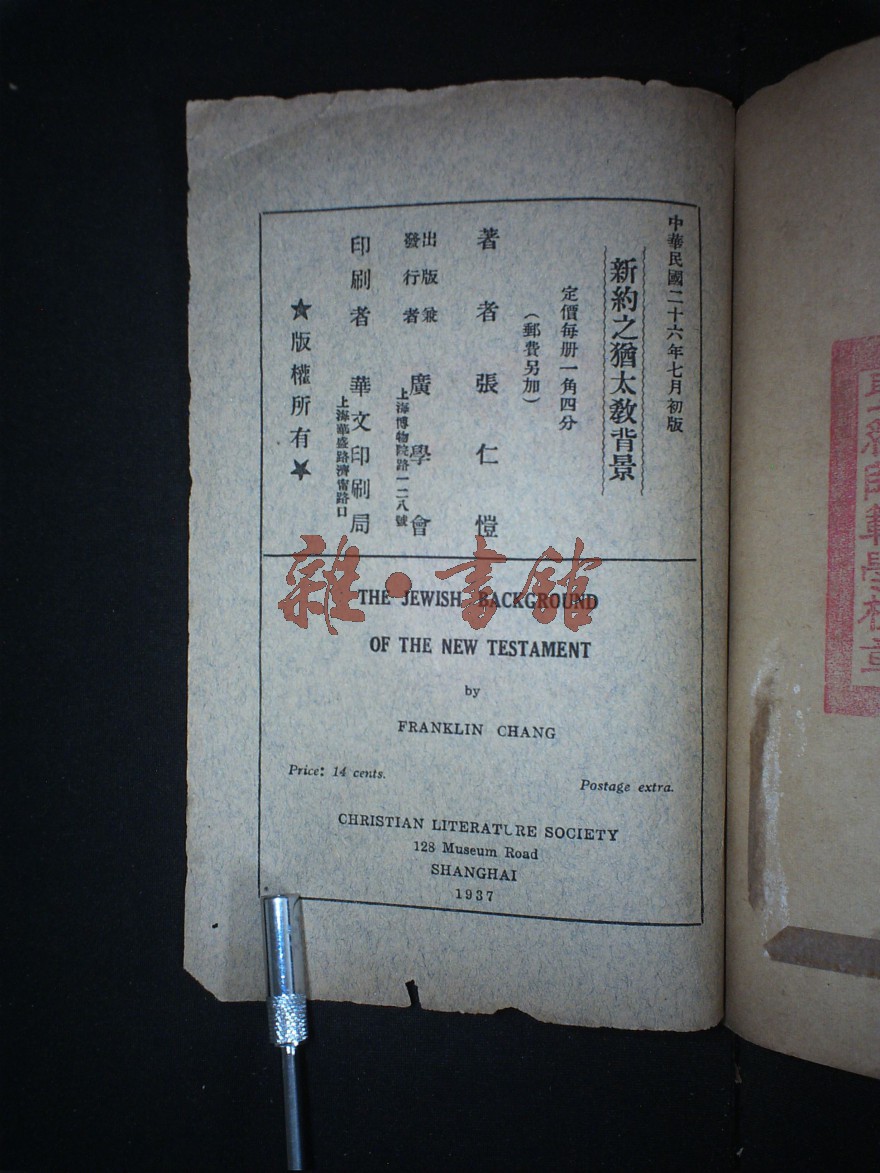 中華民國二十六年七月初版
新約之猶太教背景
定價每册一角四分
（郵費另加）
著者 張仁愷
出版兼發行者 廣學會
上海博物院路一二八號
印刷者 華文印刷局
上海華盛路濟甯路口
★版權所有★
雜·書館
THE JEWISH BACKGROUND
OF THE NEW TESTAMENT
by
FRANKLIN CHANG
Price: 14 cents.
Postage extra.
CHRISTIAN LITERATURE SOCIETY
128 Museum Road
SHANGHAI
1937
師範學校章